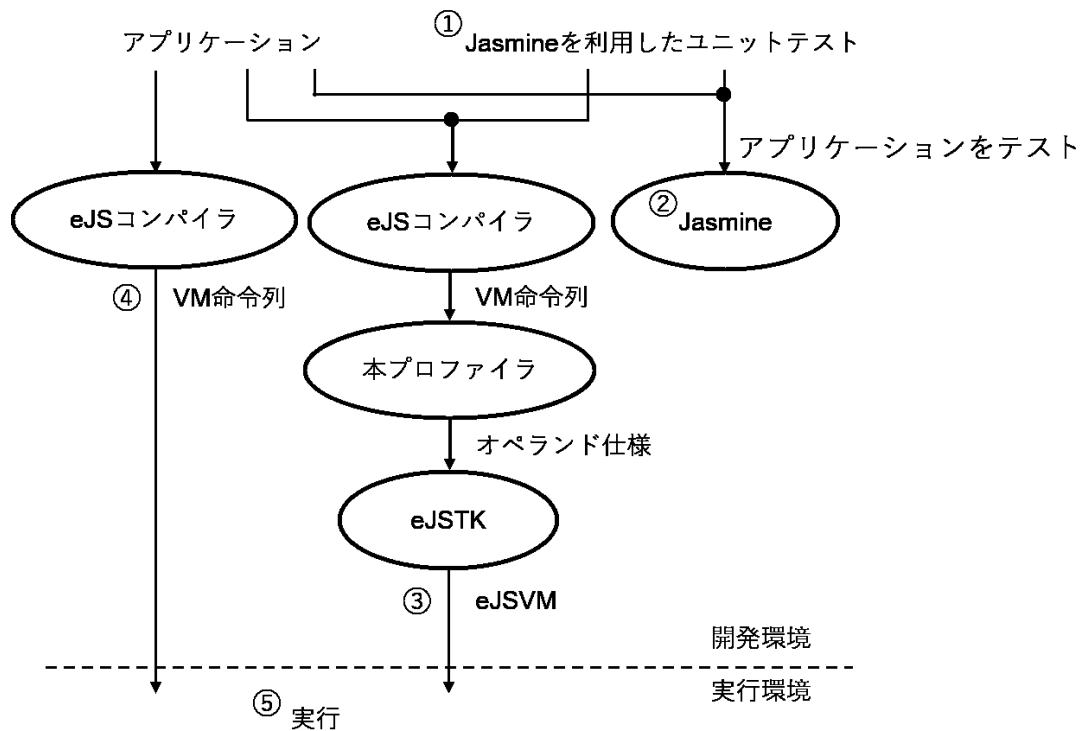 アプリケーション
① Jasmineを利用したユニットテスト
アプリケーションをテスト
eJSコンパイラ
eJSコンパイラ
② Jasmine
④ VM命令列
VM命令列
本プロファイラ
オペランド仕様
eJSTK
③ eJSVM
開発環境
実行環境
⑤ 実行